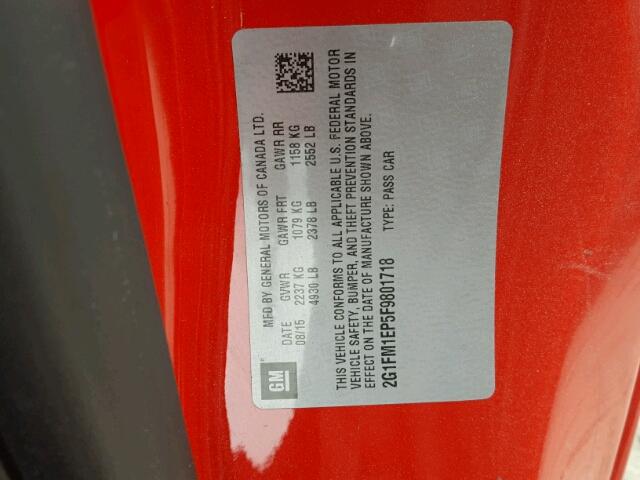 GM
MFD BY GENERAL MOTORS OF CANADA LTD.
DATE GVWR GAWR FRT GAWR RR
08/15 2237 KG 1079 KG 1158 KG
4930 LB 2378 LB 2552 LB
THIS VEHICLE CONFORMS TO ALL APPLICABLE U.S. FEDERAL MOTOR
VEHICLE SAFETY, BUMPER, AND THEFT PREVENTION STANDARDS IN
EFFECT ON THE DATE OF MANUFACTURE SHOWN ABOVE.
2G1FM1EP5F9801718 TYPE: PASS CAR